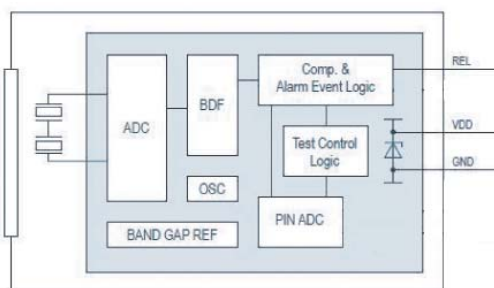 Comp. &
Alarm Event Logic
REL
ADC
BDF
VDD
Test Control
Logic
GND
OSC
PIN ADC
BAND GAP REF